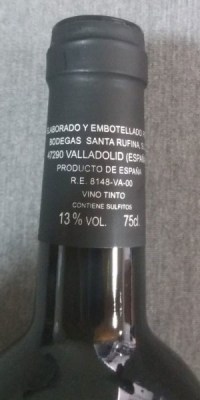 ELABORADO Y EMBOTELLADO
BODEGAS SANTA RUFINA, S.
47290 VALLADOLID (ESPAÑ
PRODUCTO DE ESPAÑA
R.E. 8148-VA-00
VINO TINTO
CONTIENE SULFITOS
13% VOL. 75cl.